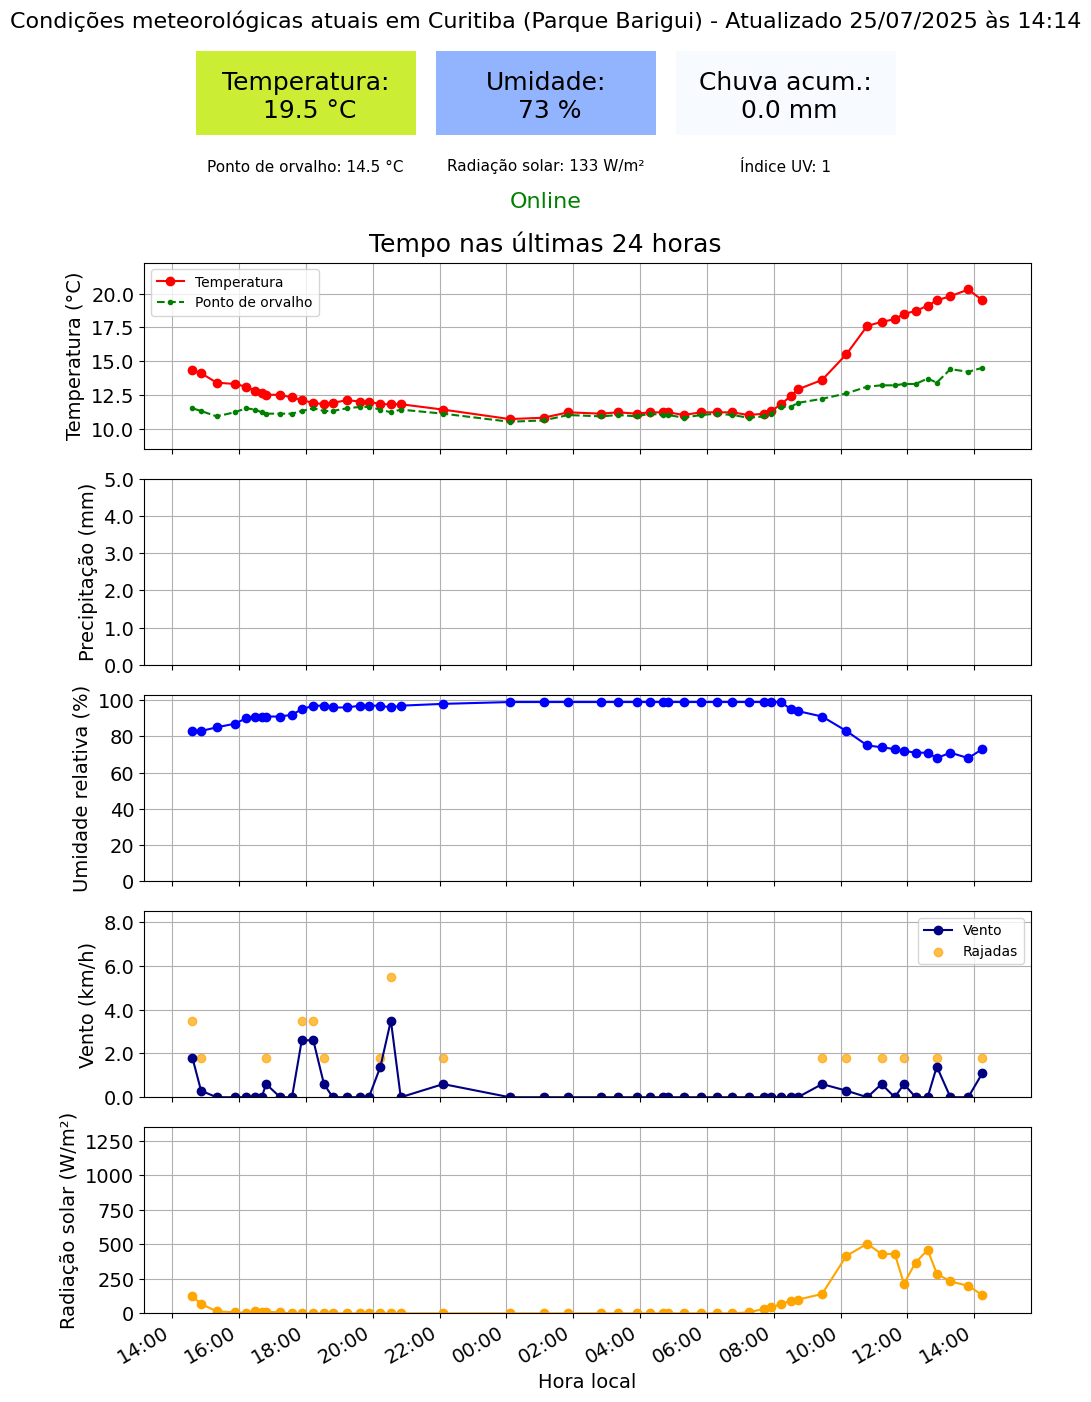 Condições meteorológicas atuais em Curitiba (Parque Barigui) - Atualizado 25/07/2025 às 14:14
Temperatura:
19.5 °C
Umidade:
73 %
Chuva acum.:
0.0 mm
Ponto de orvalho: 14.5 °C
Radiação solar: 133 W/m²
Índice UV: 1
Online
Tempo nas últimas 24 horas
Temperatura (°C)
20.0
17.5
15.0
12.5
10.0
Temperatura
Ponto de orvalho
Precipitação (mm)
5.0
4.0
3.0
2.0
1.0
0.0
Umidade relativa (%)
100
80
60
40
20
0
Vento (km/h)
8.0
6.0
4.0
2.0
0.0
Vento
Rajadas
Radiação solar (W/m²)
1250
1000
750
500
250
0
14:00
16:00
18:00
20:00
22:00
00:00
02:00
04:00
06:00
08:00
10:00
12:00
14:00
Hora local